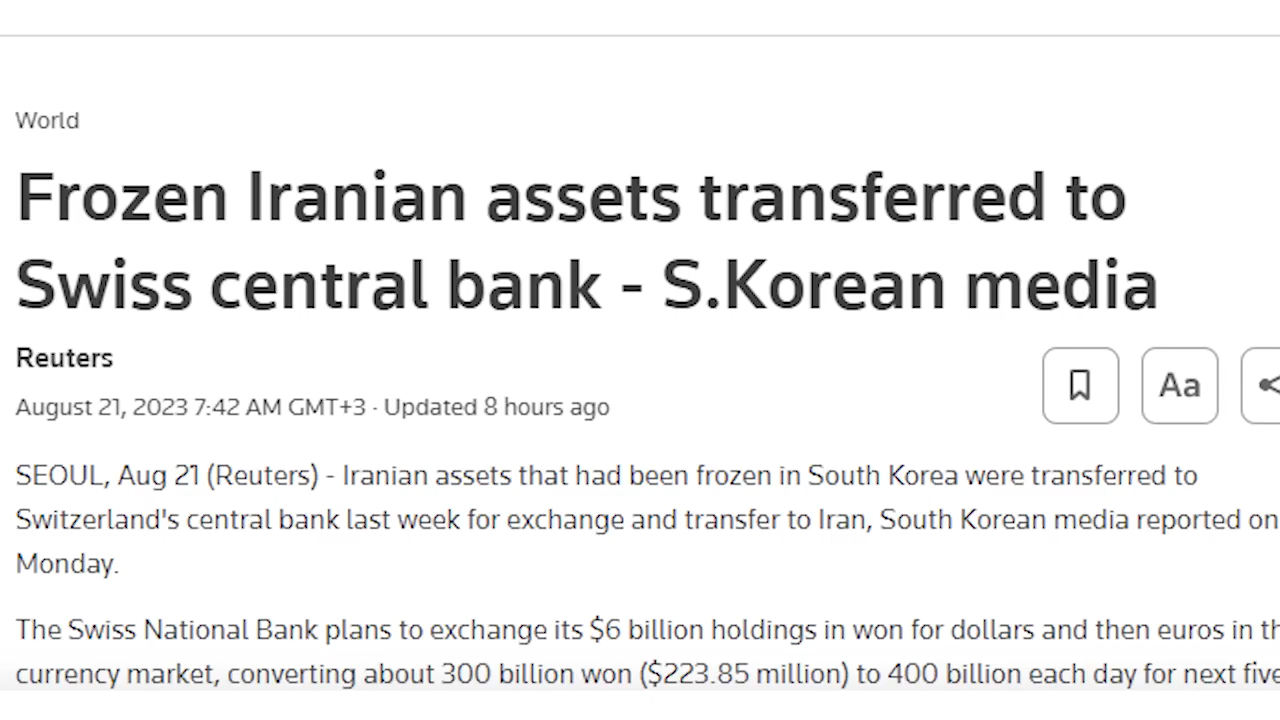 World
Frozen Iranian assets transferred to
Swiss central bank - S.Korean media
Reuters
August 21, 2023 7:42 AM GMT+3 · Updated 8 hours ago
Aa
SEOUL, Aug 21 (Reuters) - Iranian assets that had been frozen in South Korea were transferred to
Switzerland's central bank last week for exchange and transfer to Iran, South Korean media reported on
Monday.
The Swiss National Bank plans to exchange its $6 billion holdings in won for dollars and then euros in
currency market, converting about 300 billion won ($223.85 million) to 400 billion each day for next five